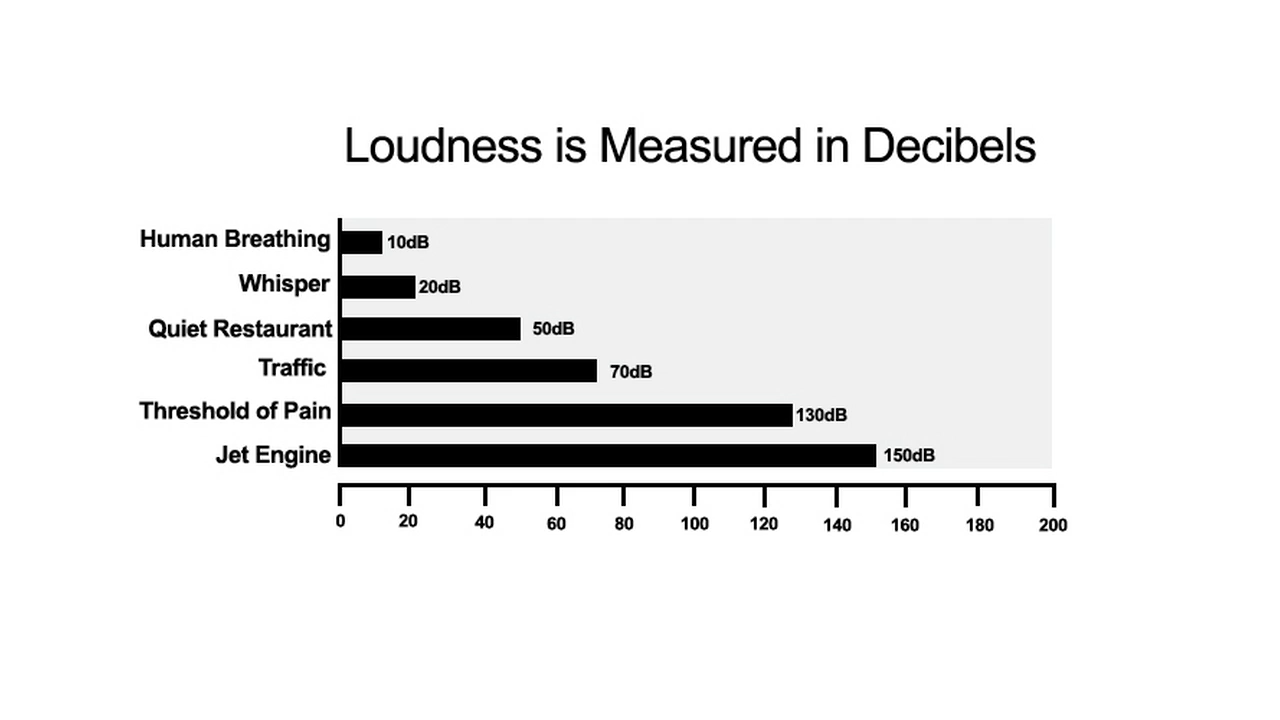 Loudness is Measured in Decibels
Human Breathing 10dB
Whisper 20dB
Quiet Restaurant 50dB
Traffic 70dB
Threshold of Pain 130dB
Jet Engine 150dB
0 20 40 60 80 100 120 140 160 180 200